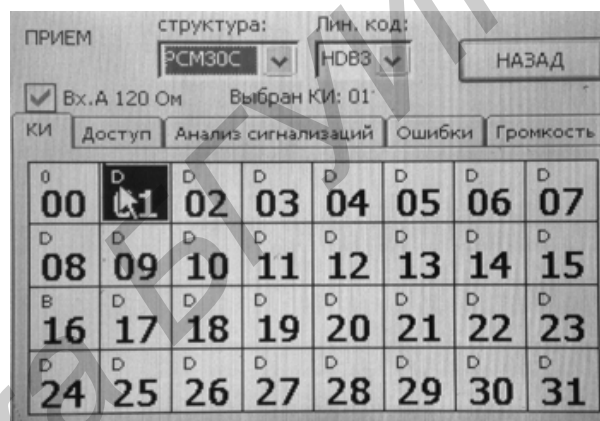 ПРИЕМ
структура:
Лин. код:
PCM30C
HDB3
НАЗАД
Вх.А 120 Ом
Выбран КИ: 01
КИ Доступ Анализ сигнализаций Ошибки Громкость
0 D D D D D D D
00 01 02 03 04 05 06 07
D D D D D D D D
08 09 10 11 12 13 14 15
B D D D D D D D
16 17 18 19 20 21 22 23
D D D D D D D D
24 25 26 27 28 29 30 31